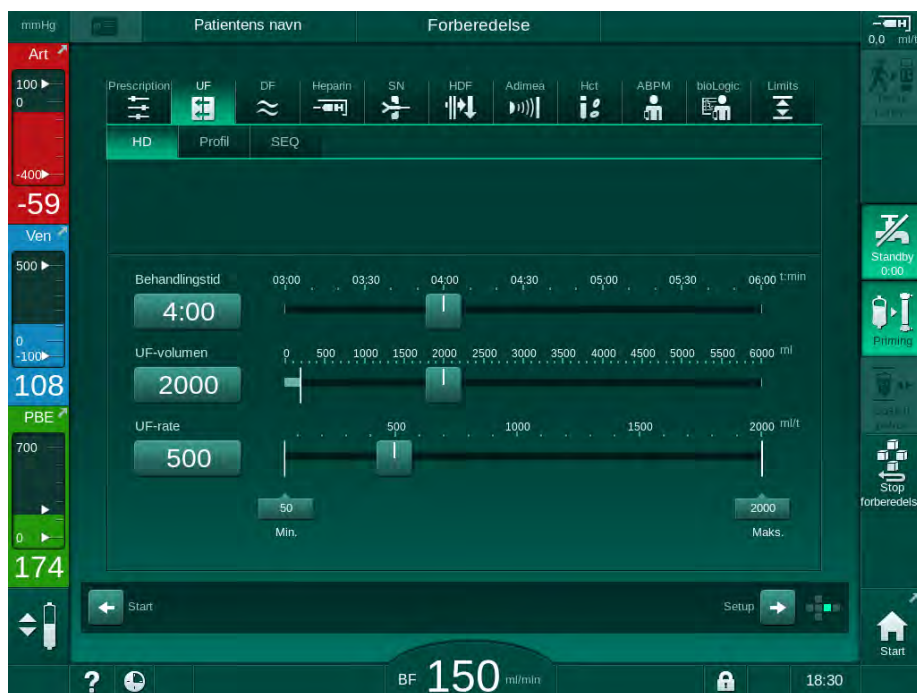 mmHg
Patientens navn
Forberedelse
0,0 ml/t
Art
100
0
-400
-59
Ven
500
0
-100
108
PBE
700
0
174
Prescription UF DF Heparin SN HDF Adimea Hct ABPM bioLogic Limits
HD Profil SEQ
Behandlingstid
4:00
03:00 03:30 04:00 04:30 05:00 05:30 06:00 t:min
UF-volumen
2000
0 500 1000 1500 2000 2500 3000 3500 4000 4500 5000 5500 6000 ml
UF-rate
500
500 1000 1500 2000 ml/t
50
Min.
2000
Maks.
Start
Setup
Standby
0:00
Priming
Stop
forberedels
Start
BF 150 ml/min
18:30